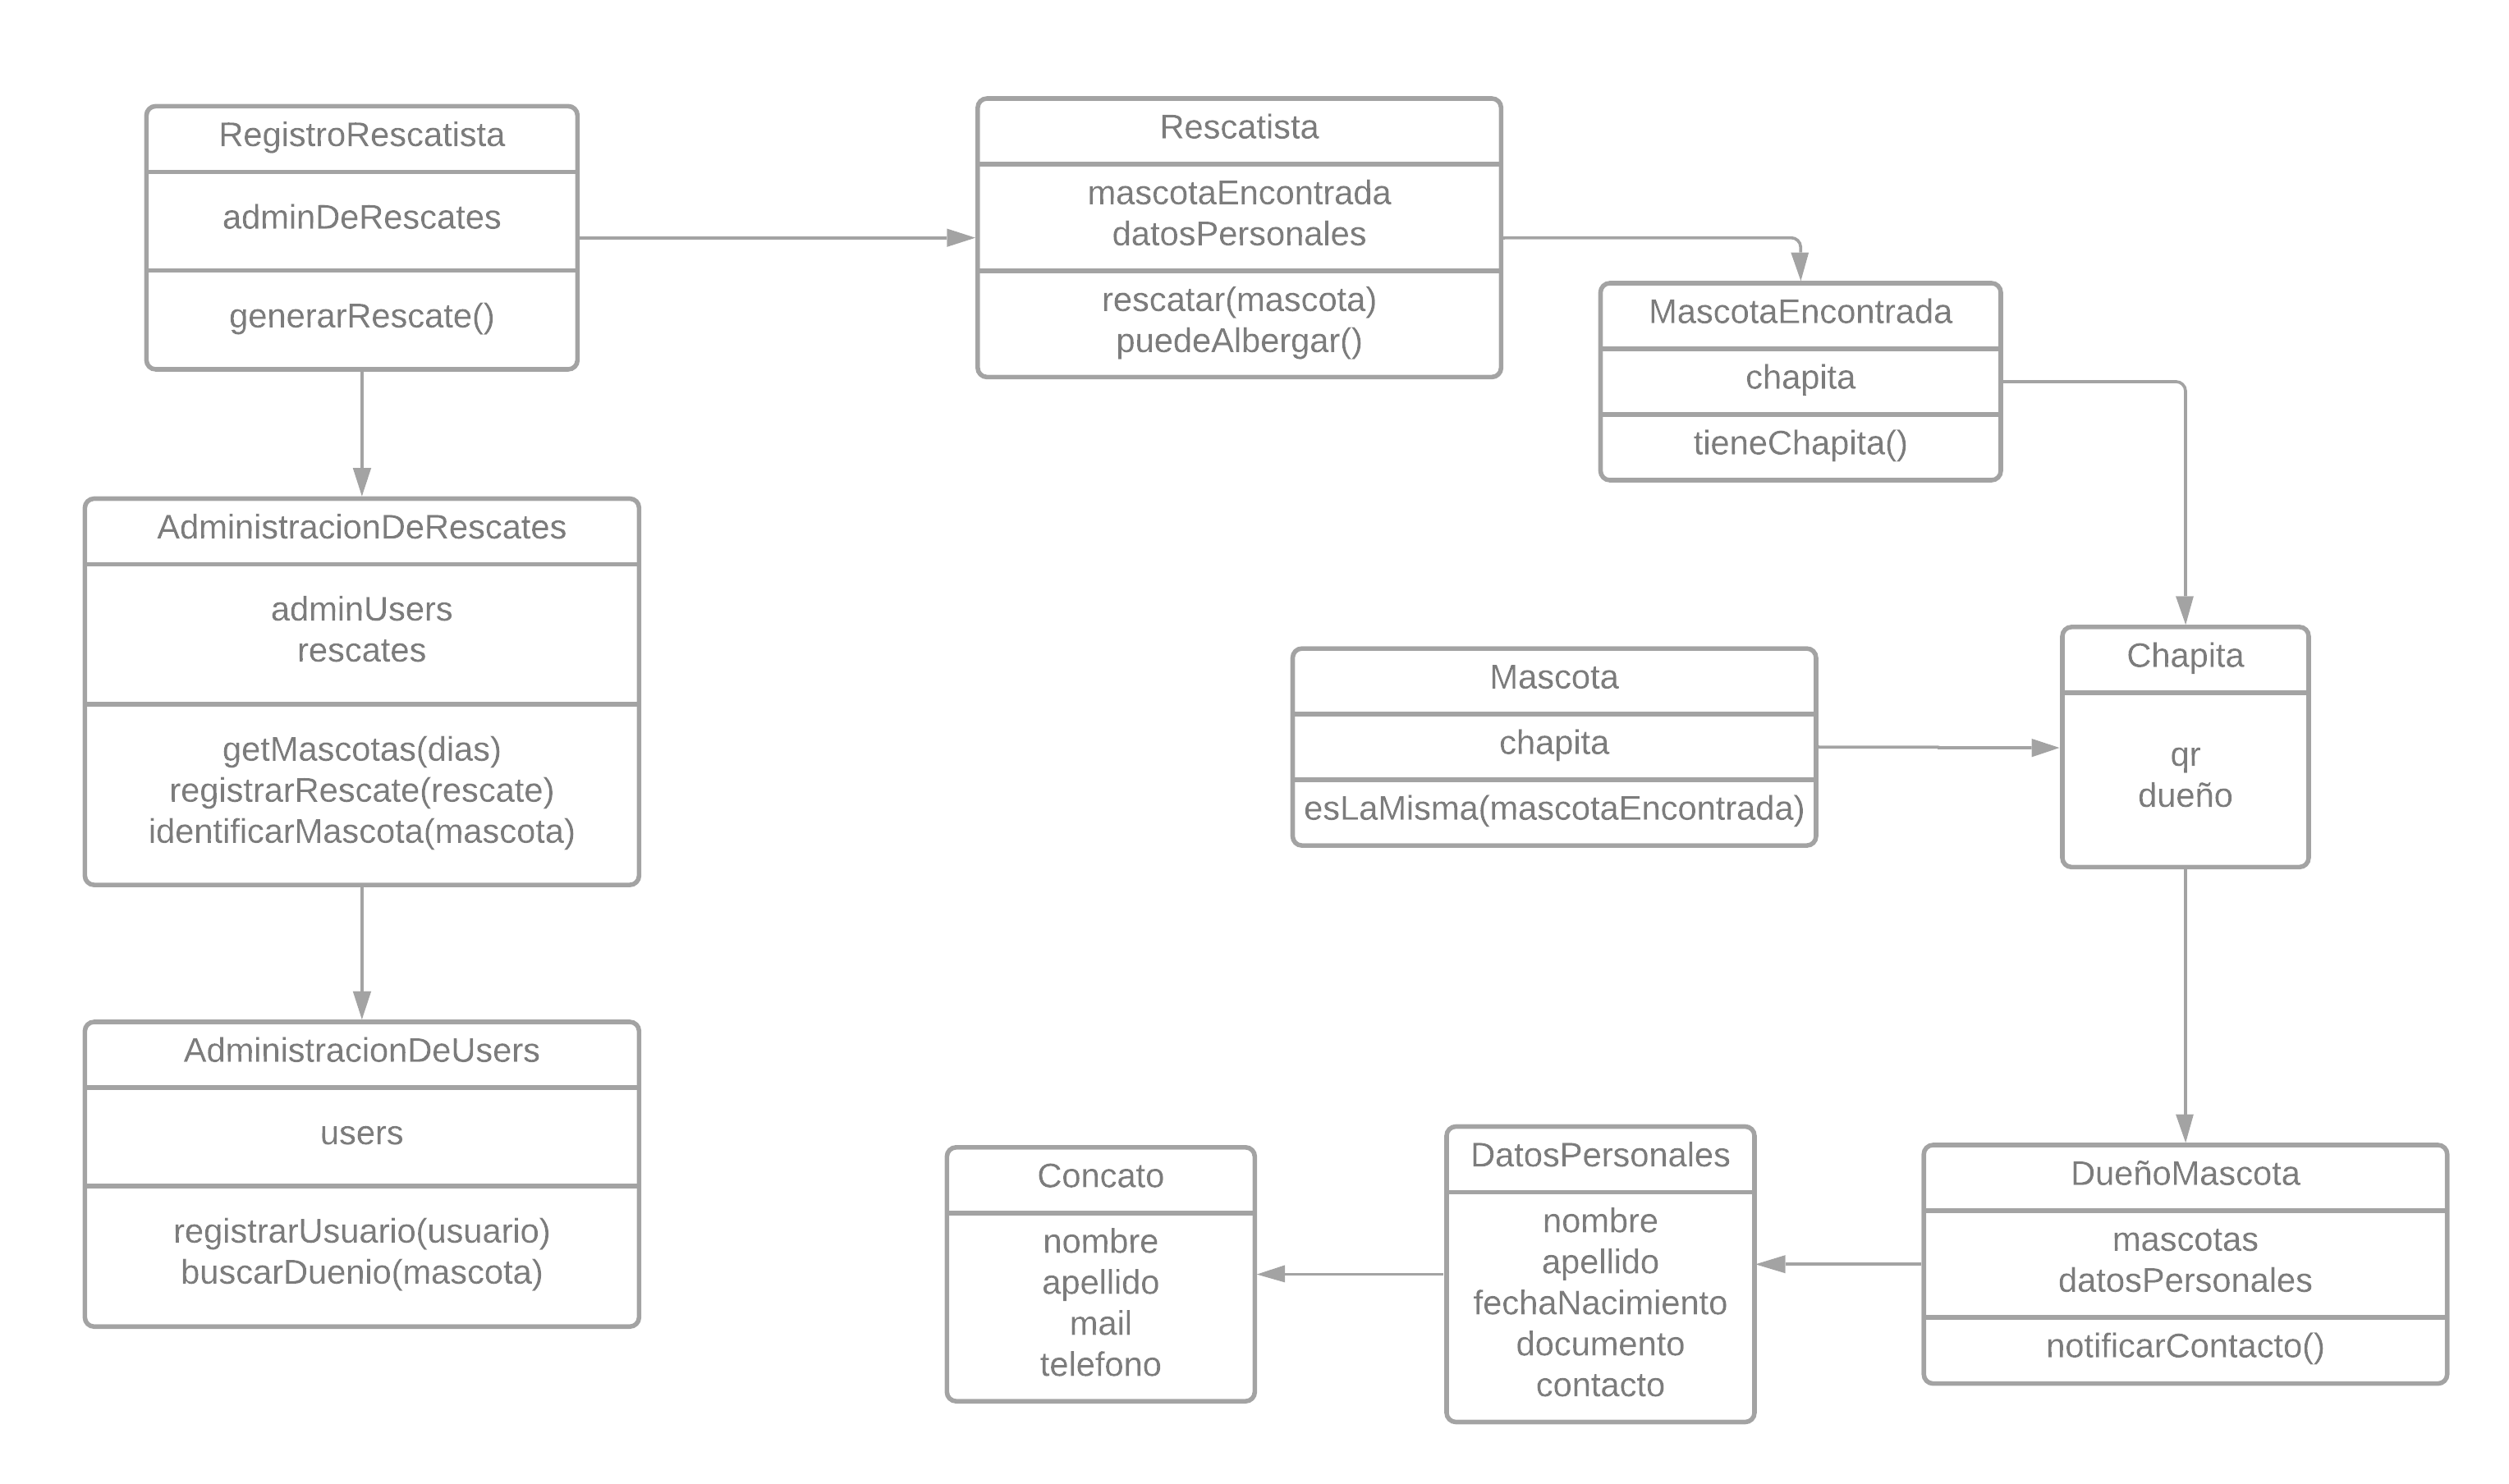 RegistroRescatista
adminDeRescates
generarRescate()
Rescatista
mascotaEncontrada
datosPersonales
rescatar(mascota)
puedeAlbergar()
MascotaEncontrada
chapita
tieneChapita()
AdministracionDeRescates
adminUsers
rescates
getMascotas(dias)
registrarRescate(rescate)
identificarMascota(mascota)
Mascota
chapita
esLaMisma(mascotaEncontrada)
Chapita
qr
dueño
AdministracionDeUsers
users
registrarUsuario(usuario)
buscarDuenio(mascota)
Concato
nombre
apellido
mail
telefono
DatosPersonales
nombre
apellido
fechaNacimiento
documento
contacto
DueñoMascota
mascotas
datosPersonales
notificarContacto()